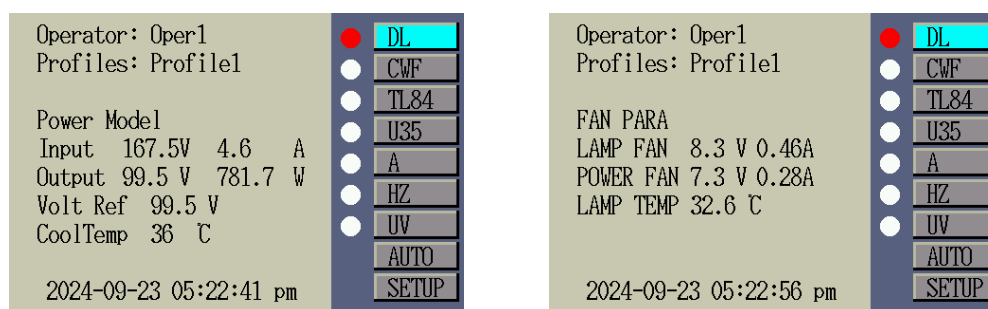 Operator: Oper1
Profiles: Profile1
Power Model
Input 167.5V 4.6 A
Output 99.5 V 781.7 W
Volt Ref 99.5 V
CoolTemp 36 ℃
2024-09-23 05:22:41 pm
DL
CWF
TL84
U35
A
HZ
UV
AUTO
SETUP
Operator: Oper1
Profiles: Profile1
FAN PARA
LAMP FAN 8.3 V 0.46A
POWER FAN 7.3 V 0.28A
LAMP TEMP 32.6 ℃
2024-09-23 05:22:56 pm
DL
CWF
TL84
U35
A
HZ
UV
AUTO
SETUP